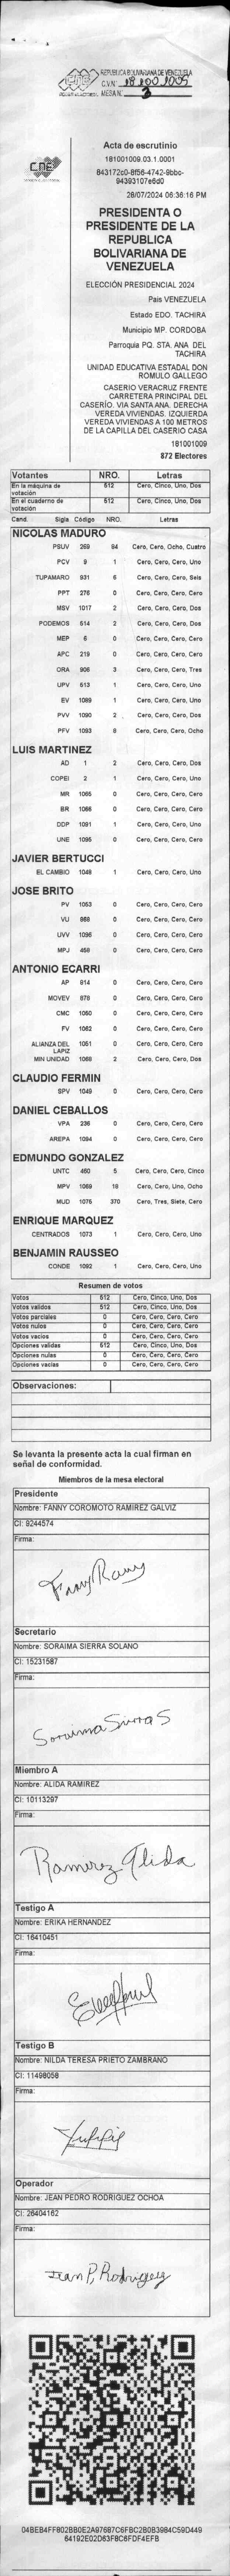 REPUBLICA BOLIVARIANA DE VENEZUELA
CNE
PODER ELECTORAL
C.V.N°: 181001009
MESA N°: 3
CNE
Acta de escrutinio
181001009.03.1.0001
843172c0-8f56-4742-9bbc-
94393107e6d0
28/07/2024 06:36:16 PM
PRESIDENTA O
PRESIDENTE DE LA
REPUBLICA
BOLIVARIANA DE
VENEZUELA
ELECCIÓN PRESIDENCIAL 2024
Pais VENEZUELA
Estado EDO. TACHIRA
Municipio MP. CORDOBA
Parroquia PQ. STA. ANA DEL
TACHIRA
UNIDAD EDUCATIVA ESTADAL DON
ROMULO GALLEGO
CASERIO VERACRUZ FRENTE
CARRETERA PRINCIPAL DEL
CASERÍO. VIA SANTA ANA. DERECHA
VEREDA VIVIENDAS. IZQUIERDA
VEREDA VIVIENDAS A 100 METROS
DE LA CAPILLA DEL CASERIO CASA
181001009
872 Electores
Votantes NRO. Letras
En la máquina de votación 512 Cero, Cinco, Uno, Dos
En el cuaderno de votación 512 Cero, Cinco, Uno, Dos
Cand. Sigla Código NRO. Letras
NICOLAS MADURO
PSUV 269 84 Cero, Cero, Ocho, Cuatro
PCV 9 1 Cero, Cero, Cero, Uno
TUPAMARO 931 6 Cero, Cero, Cero, Seis
PPT 276 0 Cero, Cero, Cero, Cero
MSV 1017 2 Cero, Cero, Cero, Dos
PODEMOS 514 2 Cero, Cero, Cero, Dos
MEP 6 0 Cero, Cero, Cero, Cero
APC 219 0 Cero, Cero, Cero, Cero
ORA 906 3 Cero, Cero, Cero, Tres
UPV 613 1 Cero, Cero, Cero, Uno
EV 1089 1 Cero, Cero, Cero, Uno
PVV 1090 2 Cero, Cero, Cero, Dos
PFV 1093 8 Cero, Cero, Cero, Ocho
LUIS MARTINEZ
AD 1 2 Cero, Cero, Cero, Dos
COPEI 2 1 Cero, Cero, Cero, Uno
MR 1065 0 Cero, Cero, Cero, Cero
BR 1066 0 Cero, Cero, Cero, Cero
DDP 1091 1 Cero, Cero, Cero, Uno
UNE 1095 0 Cero, Cero, Cero, Cero
JAVIER BERTUCCI
EL CAMBIO 1048 1 Cero, Cero, Cero, Uno
JOSE BRITO
PV 1053 0 Cero, Cero, Cero, Cero
VU 988 0 Cero, Cero, Cero, Cero
UVV 1096 0 Cero, Cero, Cero, Cero
MPJ 458 0 Cero, Cero, Cero, Cero
ANTONIO ECARRI
AP 814 0 Cero, Cero, Cero, Cero
MOVEV 878 0 Cero, Cero, Cero, Cero
CMC 1050 0 Cero, Cero, Cero, Cero
FV 1062 0 Cero, Cero, Cero, Cero
ALIANZA DEL LAPIZ 1051 0 Cero, Cero, Cero, Cero
MIN UNIDAD 1068 2 Cero, Cero, Cero, Dos
CLAUDIO FERMIN
SPV 1049 0 Cero, Cero, Cero, Cero
DANIEL CEBALLOS
VPA 236 0 Cero, Cero, Cero, Cero
AREPA 1094 0 Cero, Cero, Cero, Cero
EDMUNDO GONZALEZ
UNTC 460 5 Cero, Cero, Cero, Cinco
MPV 1069 18 Cero, Cero, Uno, Ocho
MUD 1075 370 Cero, Tres, Siete, Cero
ENRIQUE MARQUEZ
CENTRADOS 1073 1 Cero, Cero, Cero, Uno
BENJAMIN RAUSSEO
CONDE 1092 1 Cero, Cero, Cero, Uno
Resumen de votos
Votos 512 Cero, Cinco, Uno, Dos
Votos validos 512 Cero, Cinco, Uno, Dos
Votos parciales 0 Cero, Cero, Cero, Cero
Votos nulos 0 Cero, Cero, Cero, Cero
Votos vacios 0 Cero, Cero, Cero, Cero
Opciones validas 512 Cero, Cinco, Uno, Dos
Opciones nulas 0 Cero, Cero, Cero, Cero
Opciones vacias 0 Cero, Cero, Cero, Cero
Observaciones:
Se levanta la presente acta la cual firman en
señal de conformidad.
Miembros de la mesa electoral
Presidente
Nombre: FANNY COROMOTO RAMIREZ GALVIZ
CI: 9244574
Firma:
Fanny Ramy
Secretario
Nombre: SORAIMA SIERRA SOLANO
CI: 15231587
Firma:
Soraima Sierra S
Miembro A
Nombre: ALIDA RAMIREZ
CI: 10113297
Firma:
Ramirez Alida
Testigo A
Nombre: ERIKA HERNANDEZ
CI: 16410451
Firma:
Testigo B
Nombre: NILDA TERESA PRIETO ZAMBRANO
CI: 11498058
Firma:
Operador
Nombre: JEAN PEDRO RODRIGUEZ OCHOA
CI: 26404162
Firma:
Jean P, Rodriguez
04BEB4FF802BB0E2A97687C6FBC2B0B3984C59D449
64192E02D63F8C6FDF4EFB